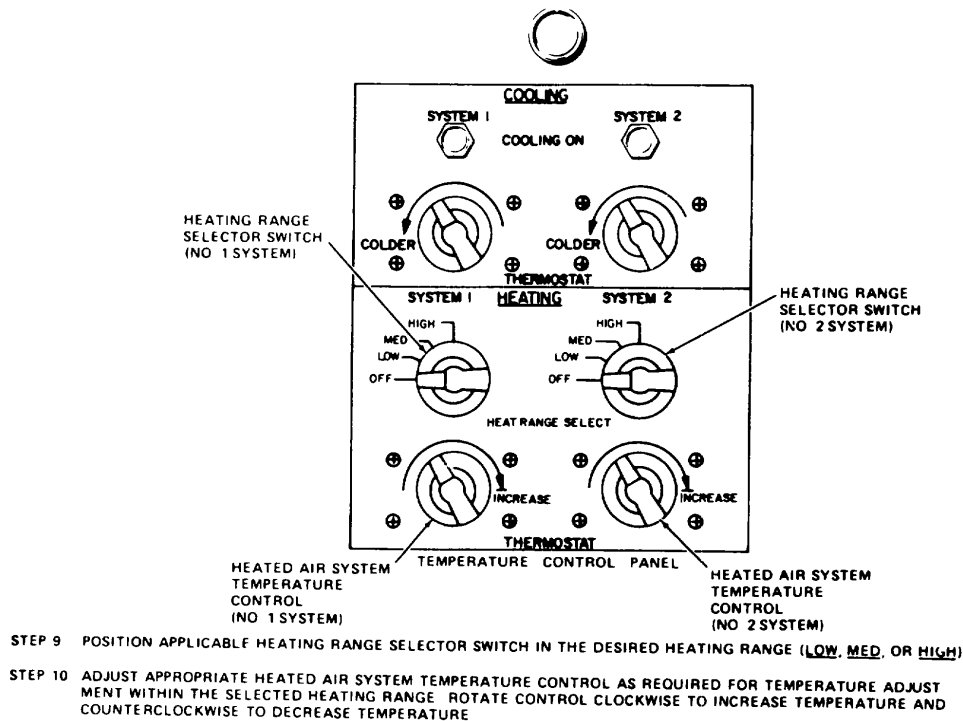 COOLING
SYSTEM 1
SYSTEM 2
COOLING ON
COLDER
COLDER
THERMOSTAT
HEATING RANGE
SELECTOR SWITCH
(NO 1 SYSTEM)
SYSTEM 1
HEATING
SYSTEM 2
HIGH
MED
LOW
OFF
HIGH
MED
LOW
OFF
HEATING RANGE
SELECTOR SWITCH
(NO 2 SYSTEM)
HEAT RANGE SELECT
INCREASE
INCREASE
THERMOSTAT
TEMPERATURE CONTROL PANEL
HEATED AIR SYSTEM
TEMPERATURE
CONTROL
(NO 1 SYSTEM)
HEATED AIR SYSTEM
TEMPERATURE
CONTROL
(NO 2 SYSTEM)
STEP 9 POSITION APPLICABLE HEATING RANGE SELECTOR SWITCH IN THE DESIRED HEATING RANGE (LOW, MED, OR HIGH)
STEP 10 ADJUST APPROPRIATE HEATED AIR SYSTEM TEMPERATURE CONTROL AS REQUIRED FOR TEMPERATURE ADJUST
MENT WITHIN THE SELECTED HEATING RANGE ROTATE CONTROL CLOCKWISE TO INCREASE TEMPERATURE AND
COUNTERCLOCKWISE TO DECREASE TEMPERATURE